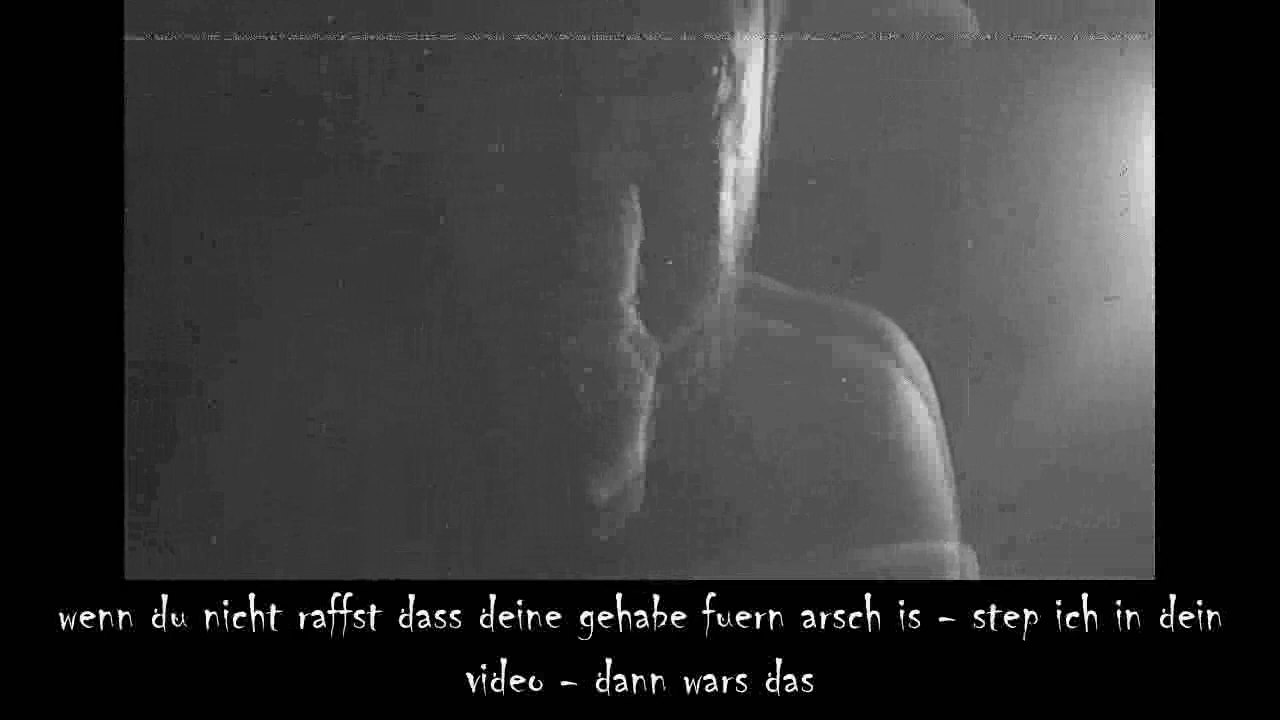 wenn du nicht raffst dass deine gehabe fuern arsch is - step ich in dein
video - dann wars das